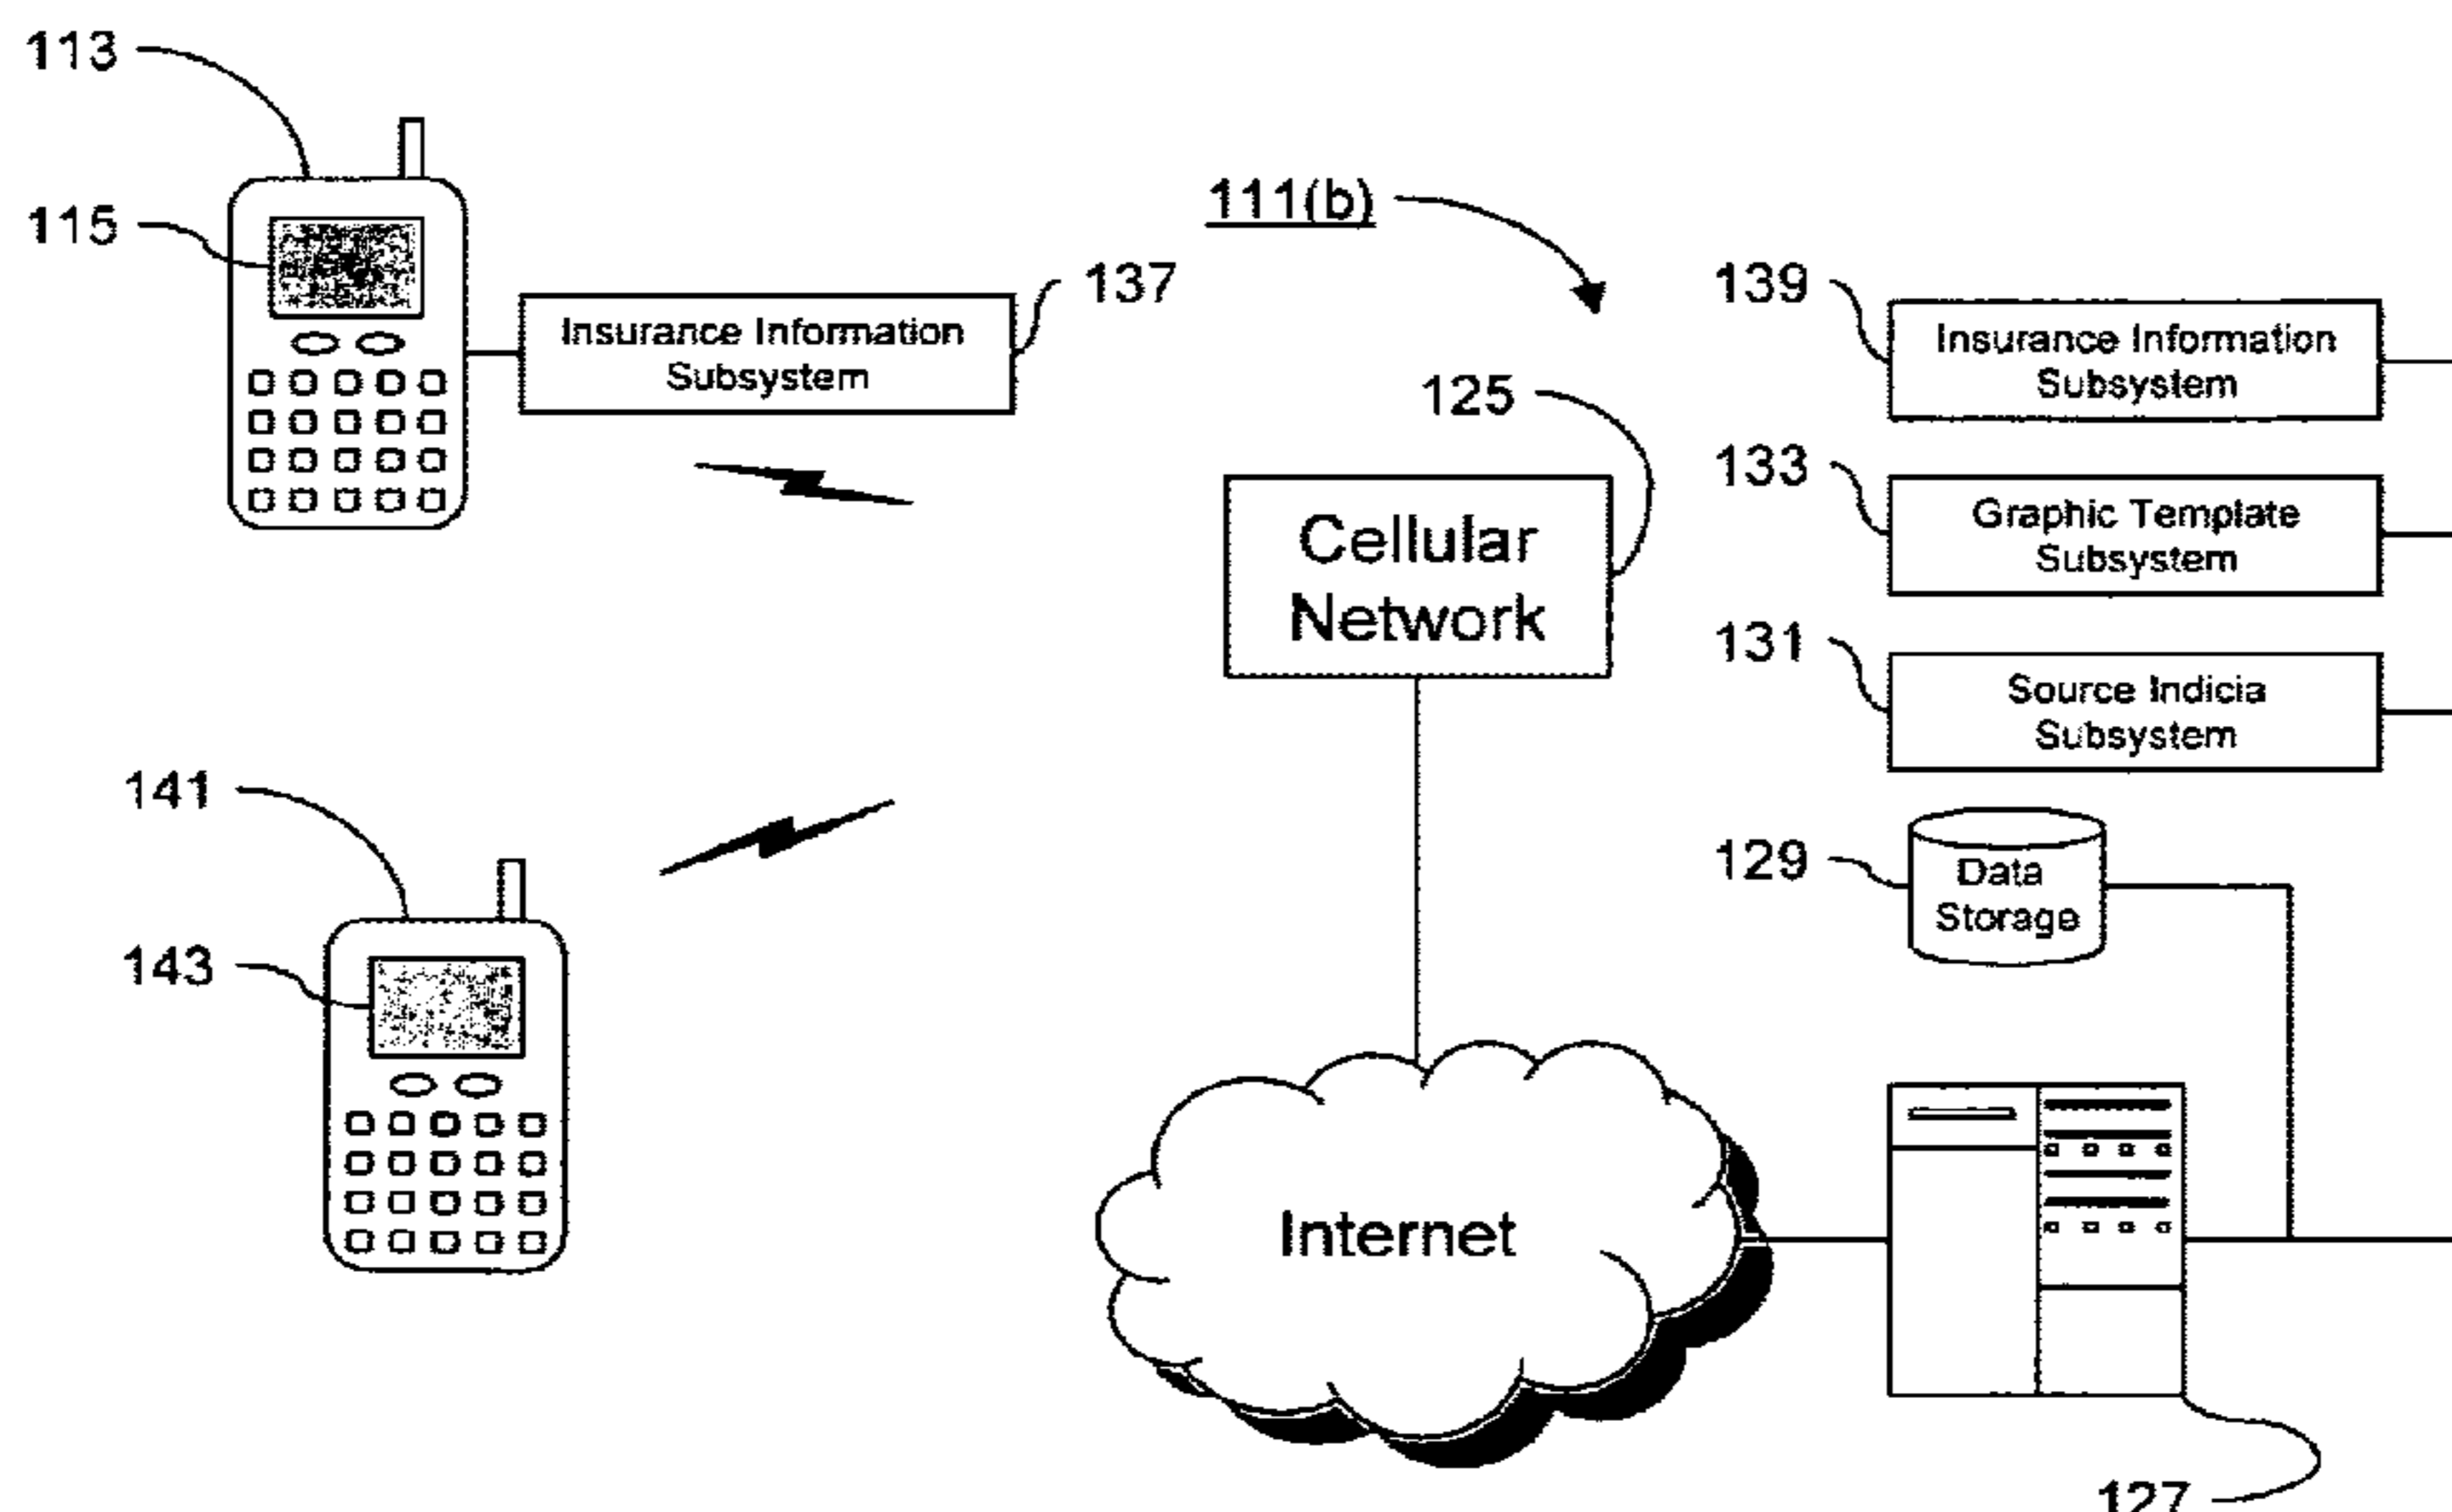 113
115
111(b)
137
Insurance Information
Subsystem
139
Insurance Information
Subsystem
125
133
Graphic Template
Subsystem
Cellular
Network
131
Source Indicia
Subsystem
141
129
Data
Storage
143
Internet
127